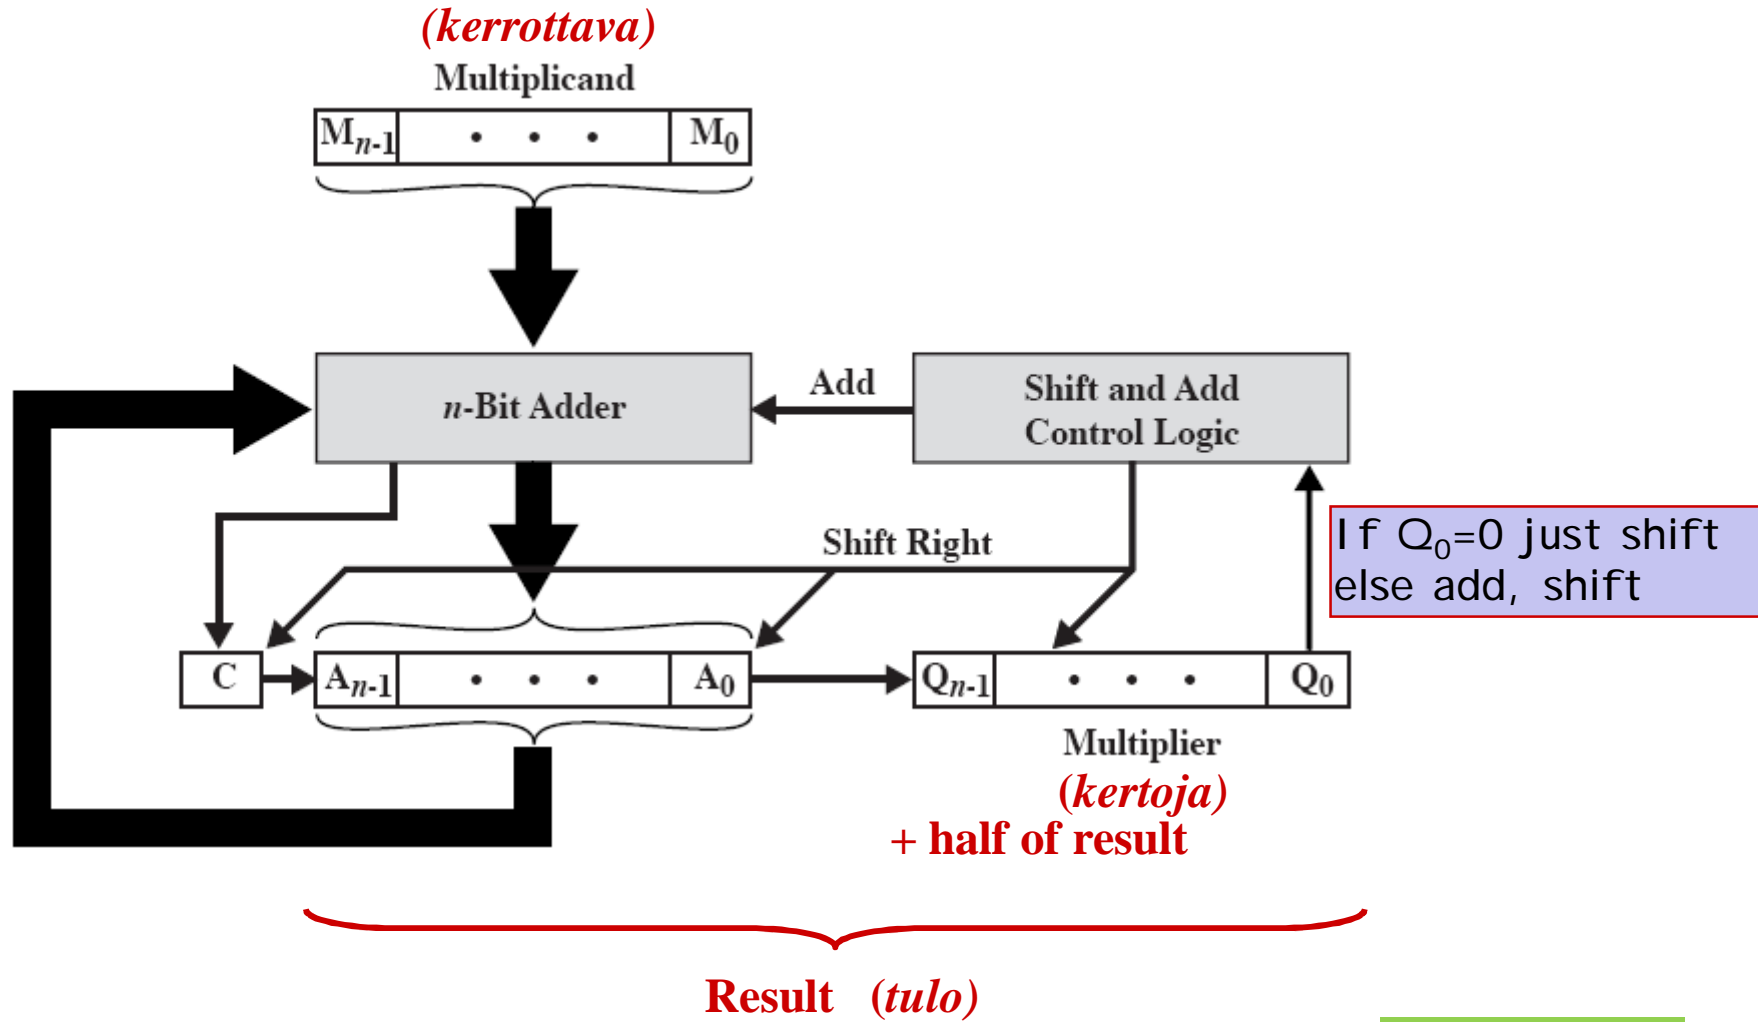 (kerrottava)
Multiplicand
Mn-1 • • • M0
n-Bit Adder
Add
Shift and Add
Control Logic
Shift Right
If Q0=0 just shift
else add, shift
C
An-1 • • • A0
Qn-1 • • • Q0
Multiplier
(kertoja)
+ half of result
Result (tulo)